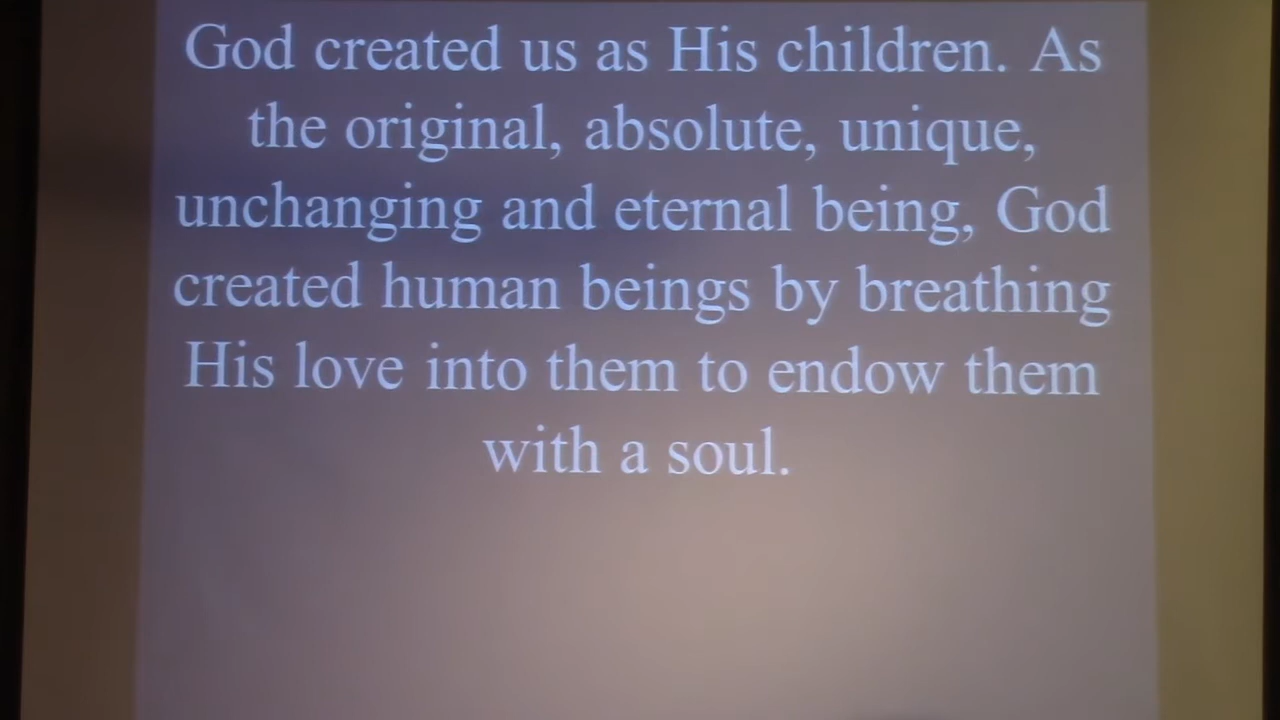 God created us as His children. As
the original, absolute, unique,
unchanging and eternal being, God
created human beings by breathing
His love into them to endow them
with a soul.